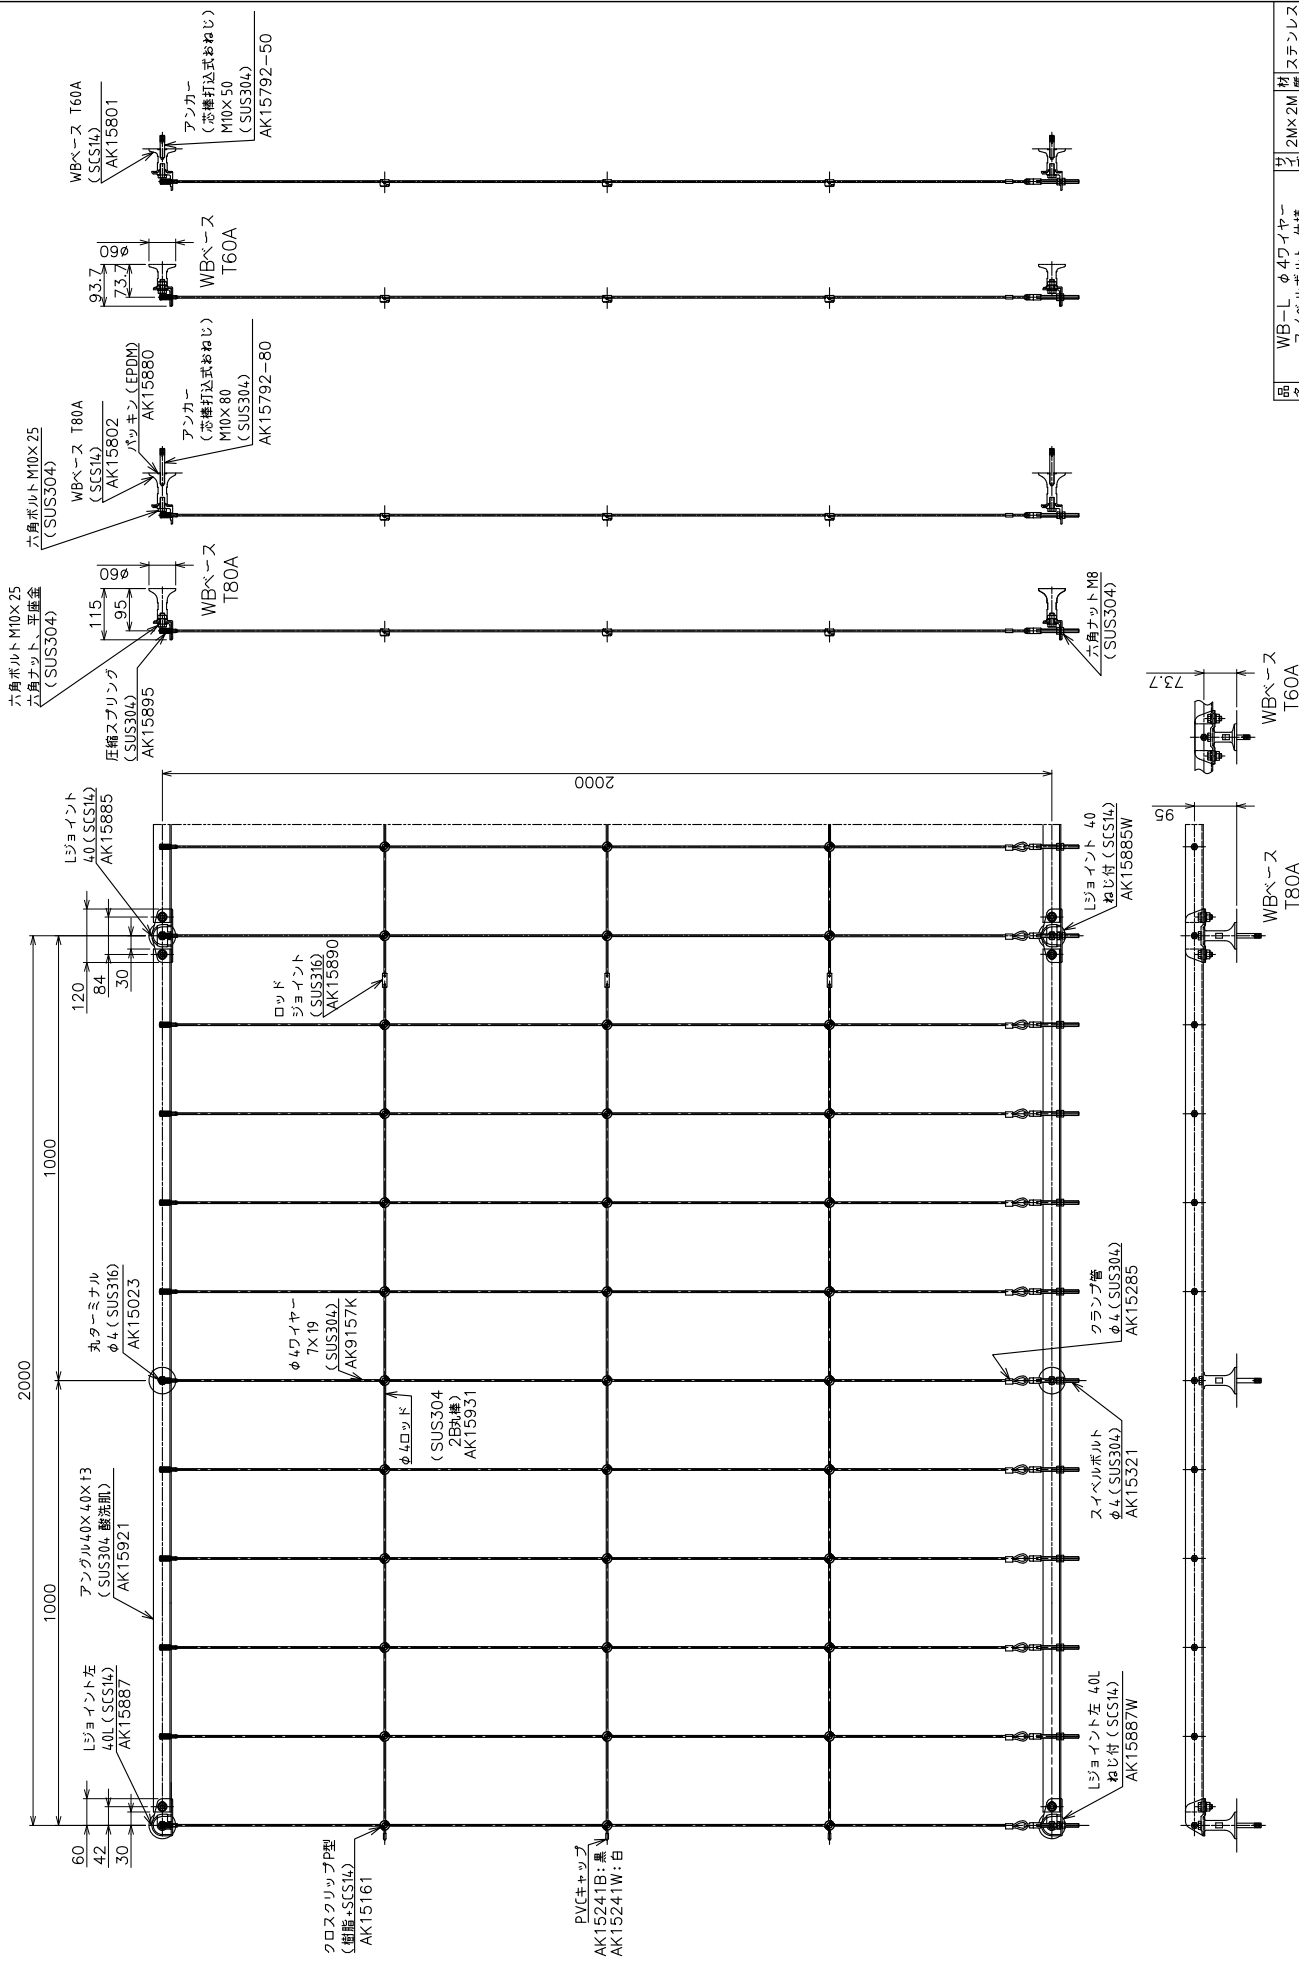 六角ボルト M10×25
六角ナット、平座金
(SUS304)
圧縮スプリング
(SUS304)
AK15895
115
95
φ60
WBベース
T80A
六角ボルト M10×25
(SUS304)
WBベース T80A
(SCS14)
AK15802
パッキン(EPDM)
AK15880
アンカー
(芯棒打込式おねじ)
M10×80
(SUS304)
AK15792-80
93.7
73.7
φ60
WBベース
T60A
WBベース T60A
(SCS14)
AK15801
アンカー
(芯棒打込式おねじ)
M10×50
(SUS304)
AK15792-50
六角ナット M8
(SUS304)
2000
1000
1000
60
42
30
Lジョイント左
40L(SCS14)
AK15887
アングル40×40×t3
(SUS304 酸洗肌)
AK15921
丸ターミナル
φ4(SUS316)
AK15023
120
84
30
Lジョイント
40(SCS14)
AK15885
2000
クロスクリップP型
(樹脂+SCS14)
AK15161
φ4ロッド
(SUS304
2B丸棒)
AK15931
φ4ワイヤー
7×19
(SUS304)
AK9157K
ロッド
ジョイント
(SUS316)
AK15890
PVCキャップ
AK15241B:黒
AK15241W:白
Lジョイント左 40L
ねじ付(SCS14)
AK15887W
スイベルボルト
φ4(SUS304)
AK15321
クランプ管
φ4(SUS304)
AK15285
Lジョイント 40
ねじ付(SCS14)
AK15885W
95
WBベース
T80A
73.7
WBベース
T60A
品
WB-L φ4ワイヤー
2M×2M
材
ステンレス